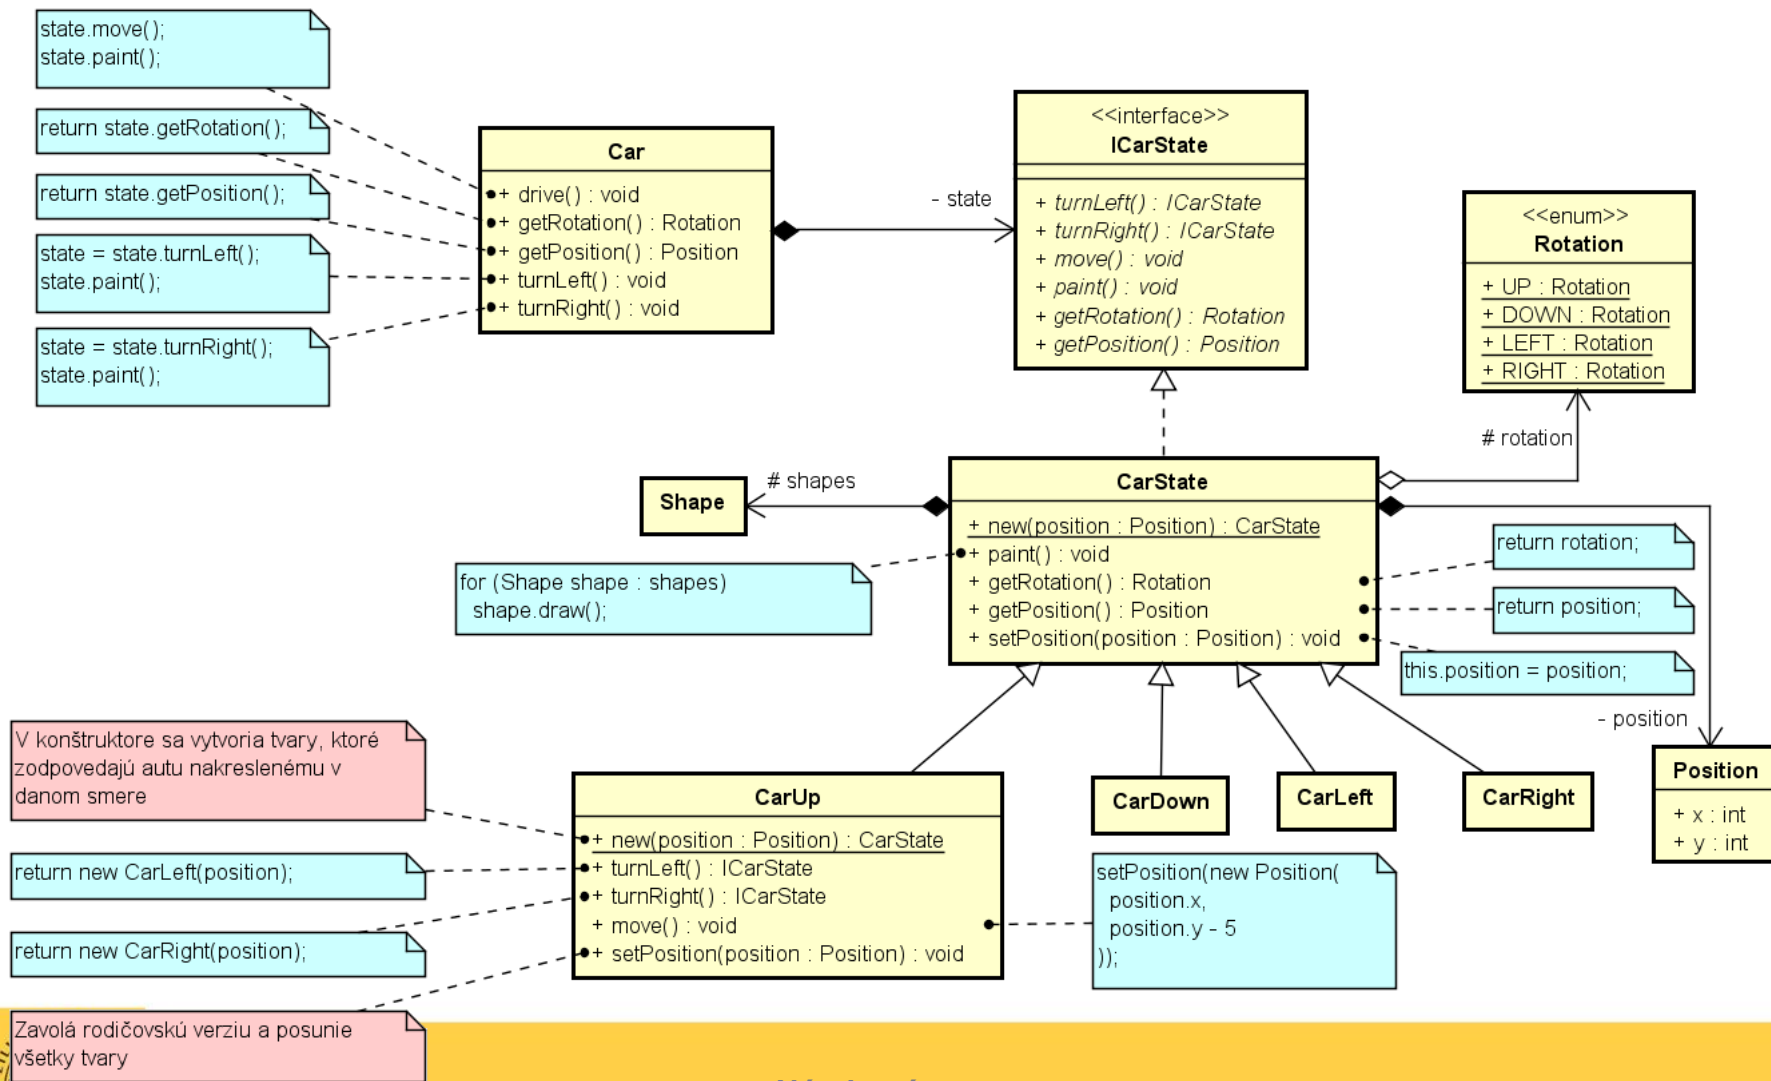 state.move();
state.paint();
return state.getRotation();
return state.getPosition();
state = state.turnLeft();
state.paint();
state = state.turnRight();
state.paint();
Car
+ drive() : void
+ getRotation() : Rotation
+ getPosition() : Position
+ turnLeft() : void
+ turnRight() : void
- state
<<interface>>
ICarState
+ turnLeft() : ICarState
+ turnRight() : ICarState
+ move() : void
+ paint() : void
+ getRotation() : Rotation
+ getPosition() : Position
<<enum>>
Rotation
+ UP : Rotation
+ DOWN : Rotation
+ LEFT : Rotation
+ RIGHT : Rotation
# rotation
Shape
# shapes
CarState
+ new(position : Position) : CarState
+ paint() : void
+ getRotation() : Rotation
+ getPosition() : Position
+ setPosition(position : Position) : void
for (Shape shape : shapes)
shape.draw();
return rotation;
return position;
this.position = position;
- position
Position
+ x : int
+ y : int
V konštruktore sa vytvoria tvary, ktoré
zodpovedajú autu nakreslenému v
danom smere
return new CarLeft(position);
return new CarRight(position);
Zavolá rodičovskú verziu a posunie
všetky tvary
CarUp
+ new(position : Position) : CarState
+ turnLeft() : ICarState
+ turnRight() : ICarState
+ move() : void
+ setPosition(position : Position) : void
CarDown
CarLeft
CarRight
setPosition(new Position(
position.x,
position.y - 5
));